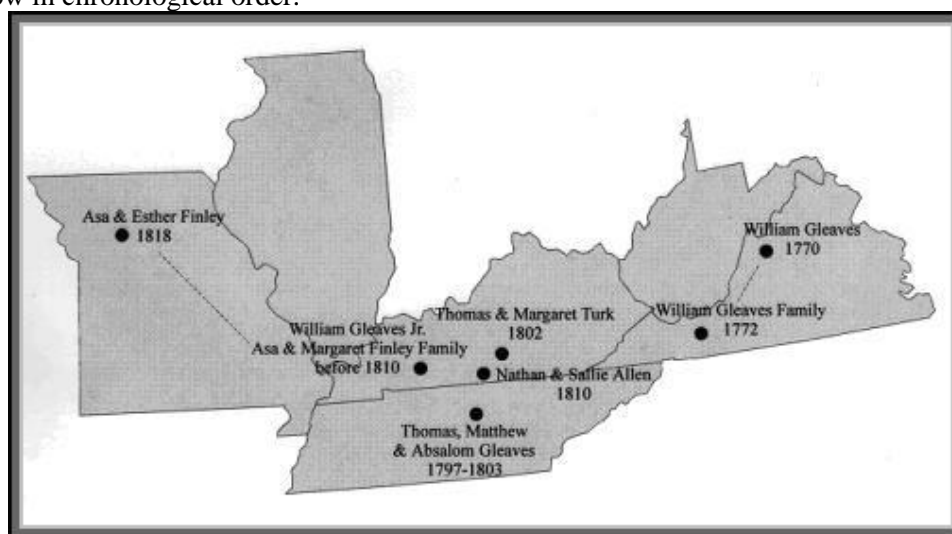 in chronological order.
Asa & Esther Finley
1818
William Gleaves
1770
William Gleaves Family
1772
Thomas & Margaret Turk
1802
William Gleaves Jr.
Asa & Margaret Finley Family
before 1810
Nathan & Sallie Allen
1810
Thomas, Matthew
& Absalom Gleaves
1797-1803